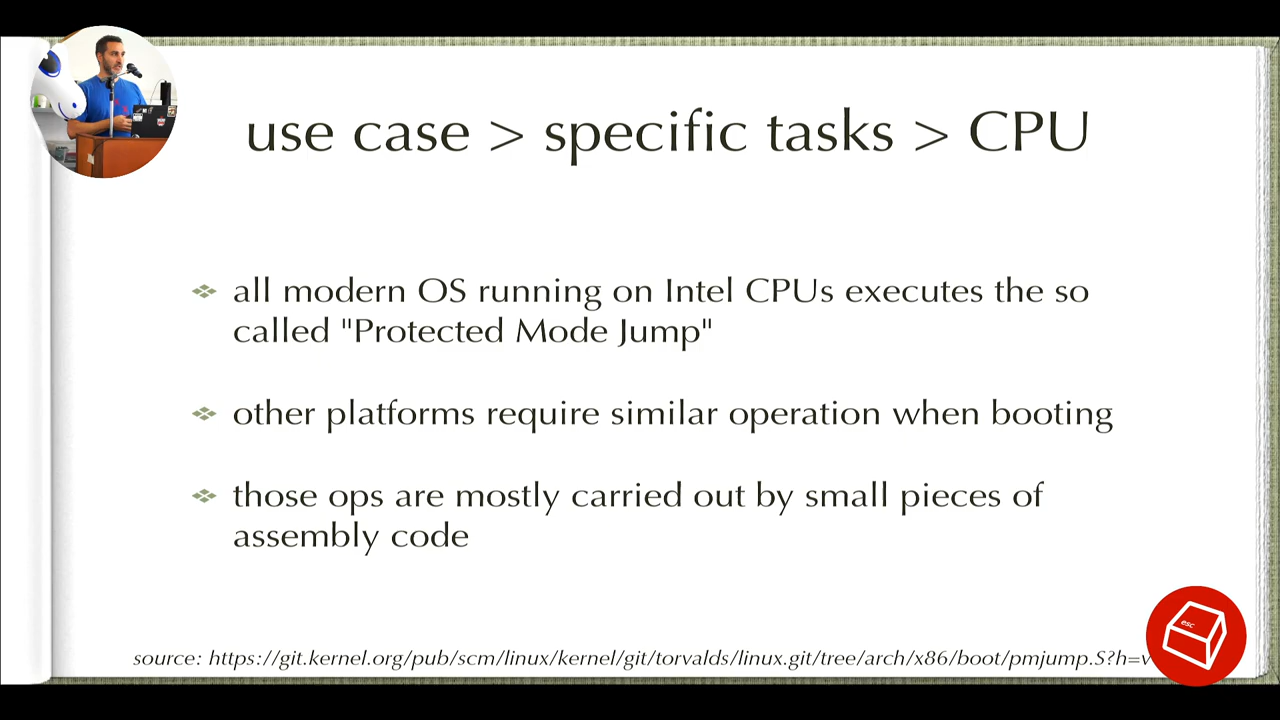 use case > specific tasks > CPU
all modern OS running on Intel CPUs executes the so
called "Protected Mode Jump"
other platforms require similar operation when booting
those ops are mostly carried out by small pieces of
assembly code
esc
source: https://git.kernel.org/pub/scm/linux/kernel/git/torvalds/linux.git/tree/arch/x86/boot/pmjump.S?h=v